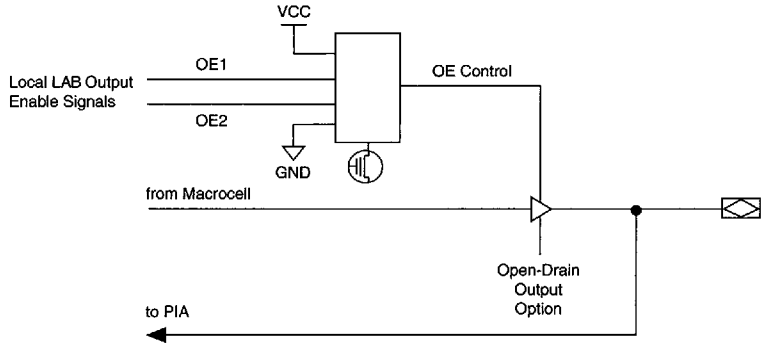 VCC
OE1
OE Control
Local LAB Output
Enable Signals
OE2
GND
from Macrocell
Open-Drain
Output
Option
to PIA